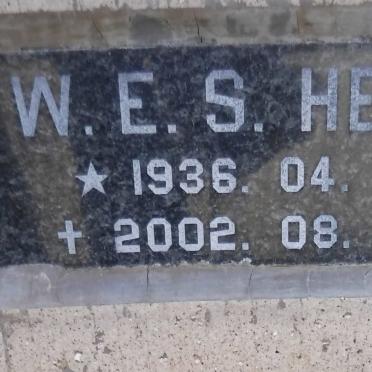 W. E. S. HE
★ 1936. 04.
✝ 2002. 08.